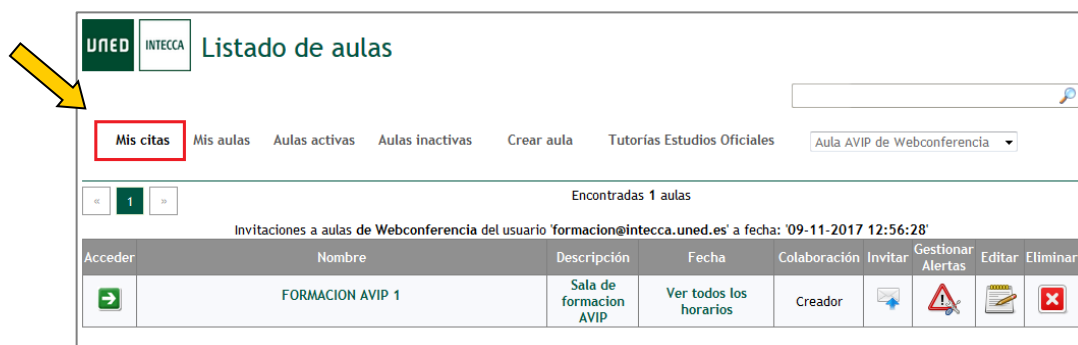 UNED INTECCA Listado de aulas
Mis citas Mis aulas Aulas activas Aulas inactivas Crear aula Tutorías Estudios Oficiales Aula AVIP de Webconferencia
« 1 » Encontradas 1 aulas
Invitaciones a aulas de Webconferencia del usuario 'formacion@intecca.uned.es' a fecha: '09-11-2017 12:56:28'
Acceder Nombre Descripción Fecha Colaboración Invitar Gestionar Alertas Editar Eliminar
FORMACION AVIP 1
Sala de
formacion
AVIP
Ver todos los
horarios
Creador